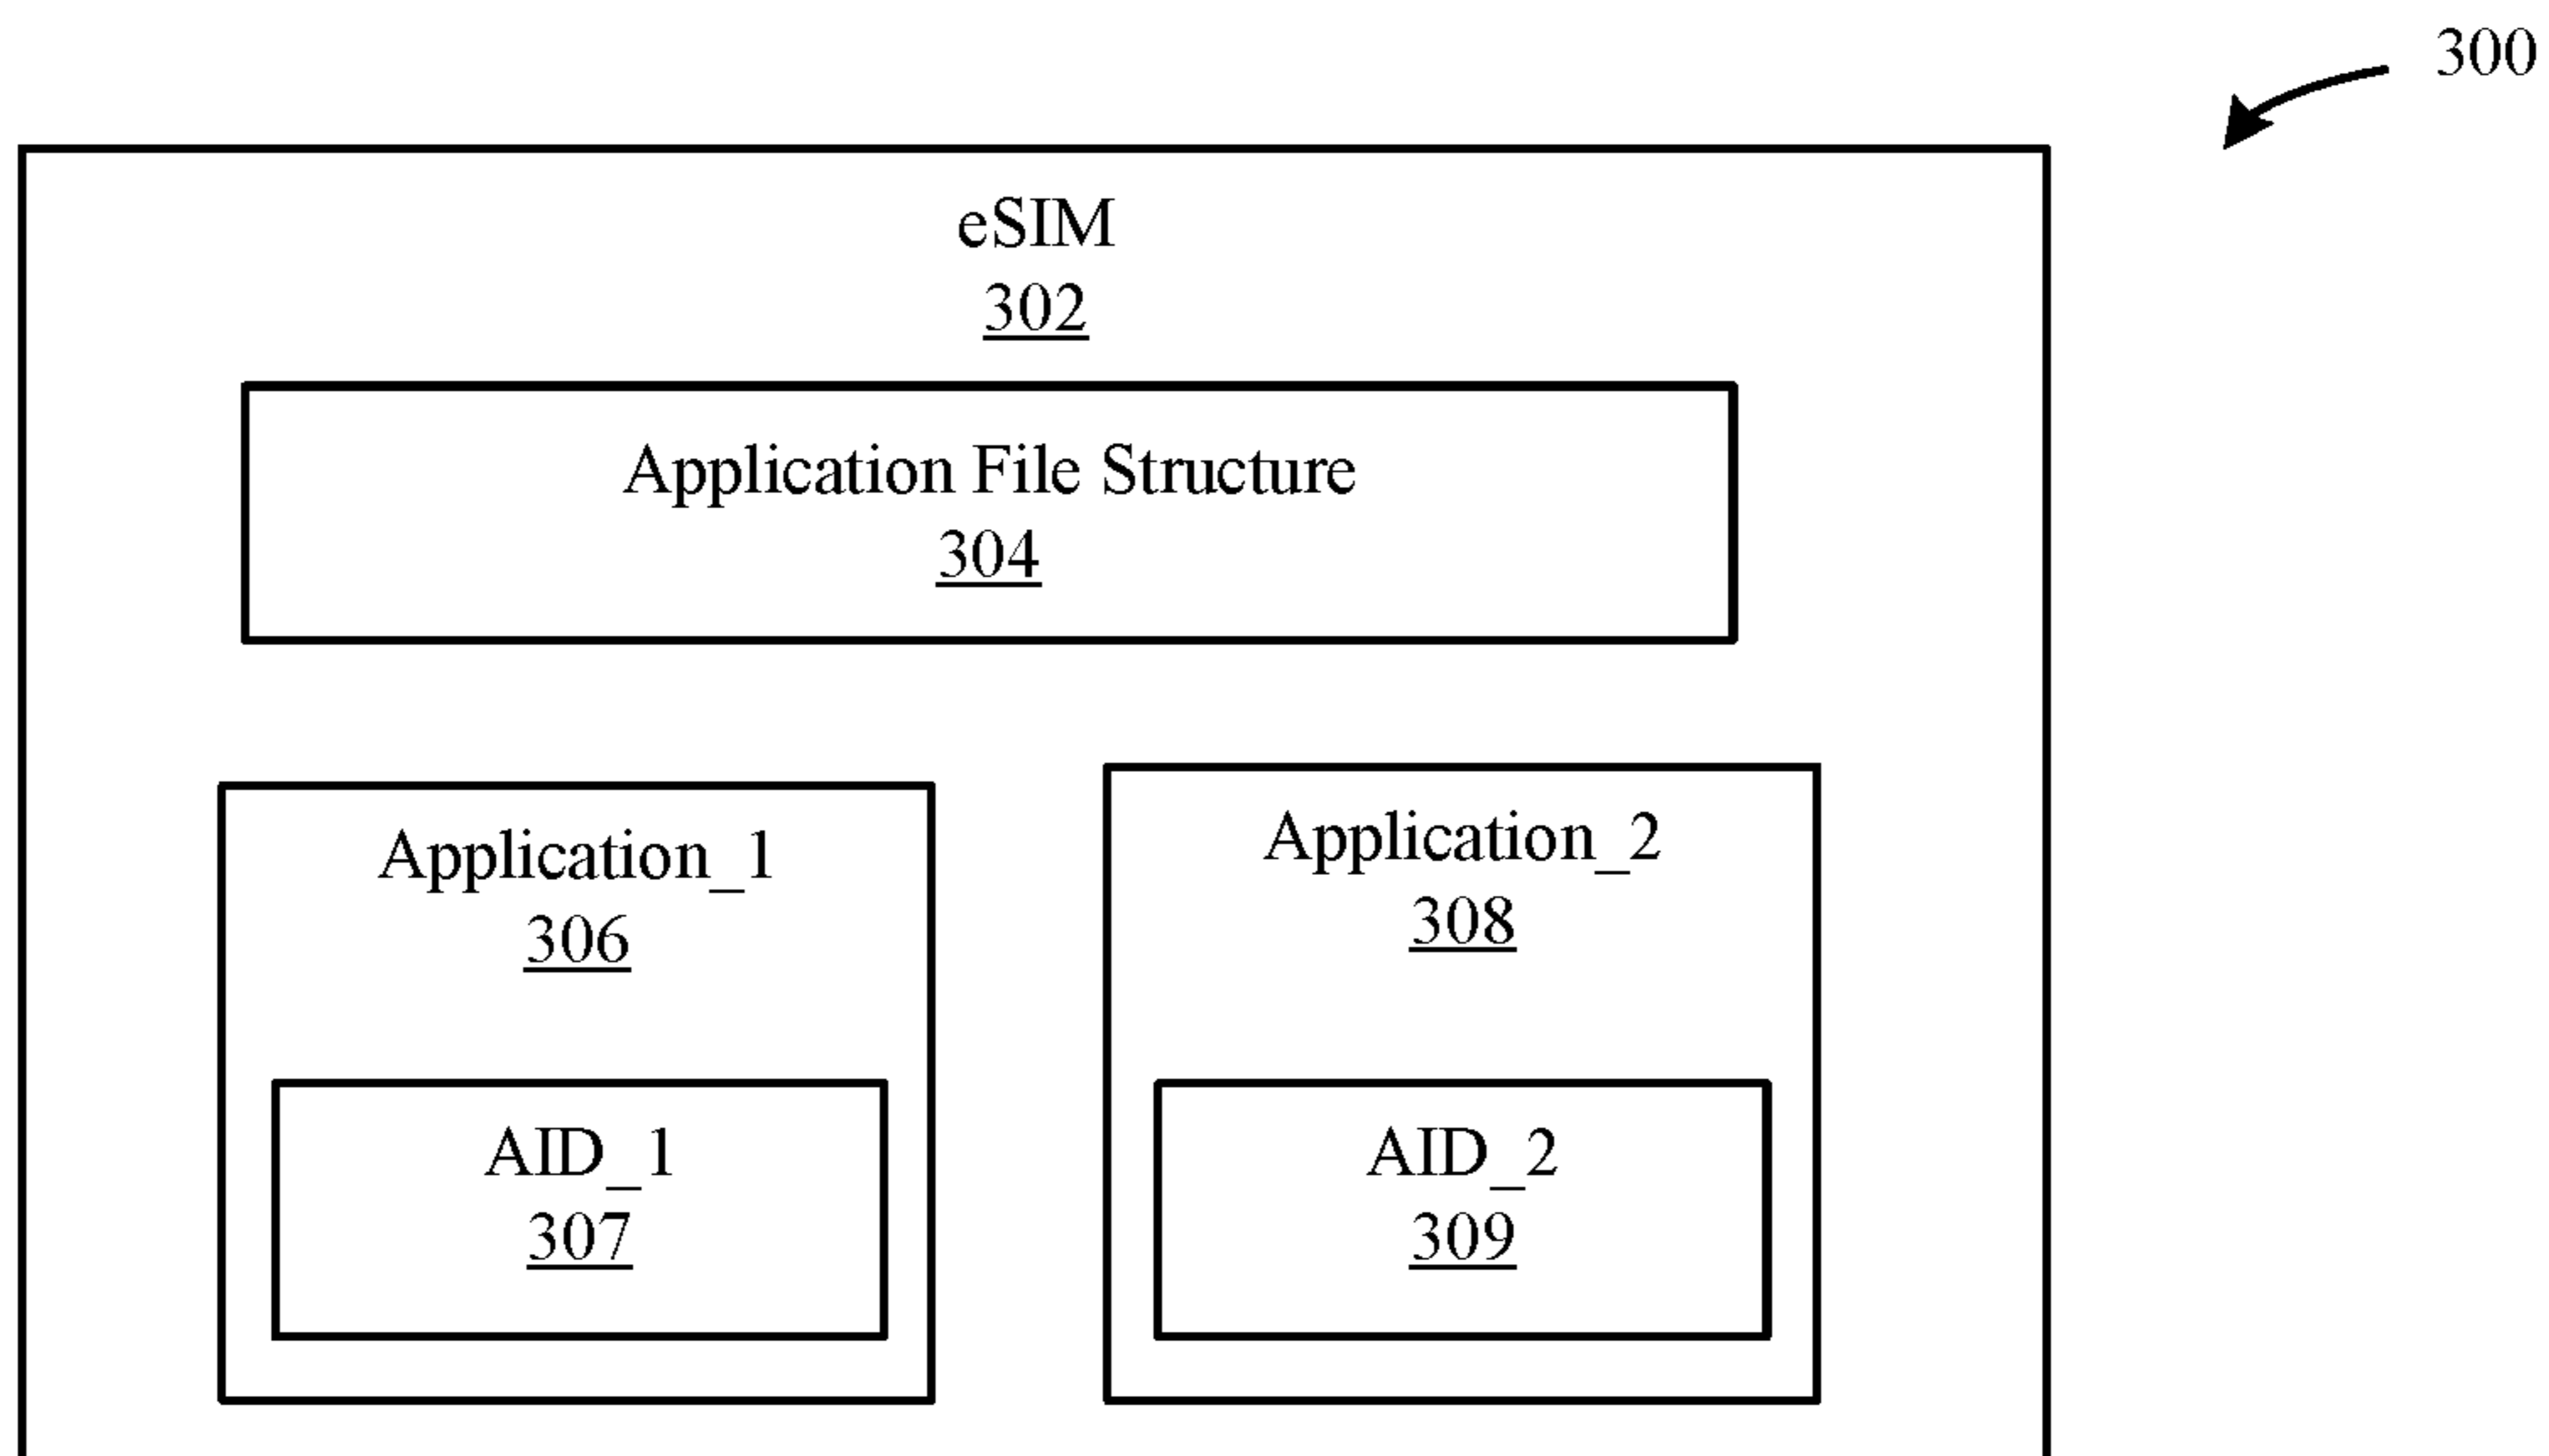 300
eSIM
302
Application File Structure
304
Application_1
306
Application_2
308
AID_1
307
AID_2
309